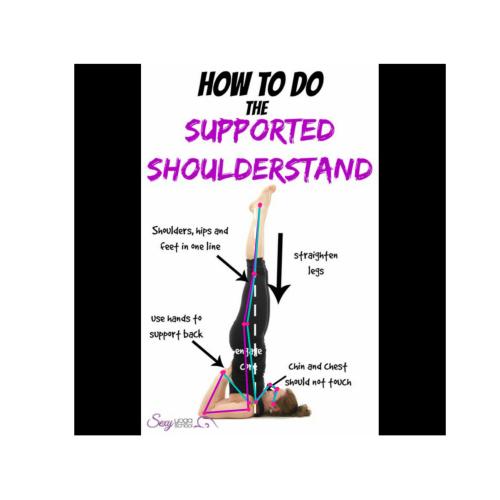 HOW TO DO
THE
SUPPORTED
SHOULDERSTAND
Shoulders, hips and
feet in one line
straighten
legs
use hands to
support back
engage
core
Chin and Chest
should not touch
Sexy YOGA